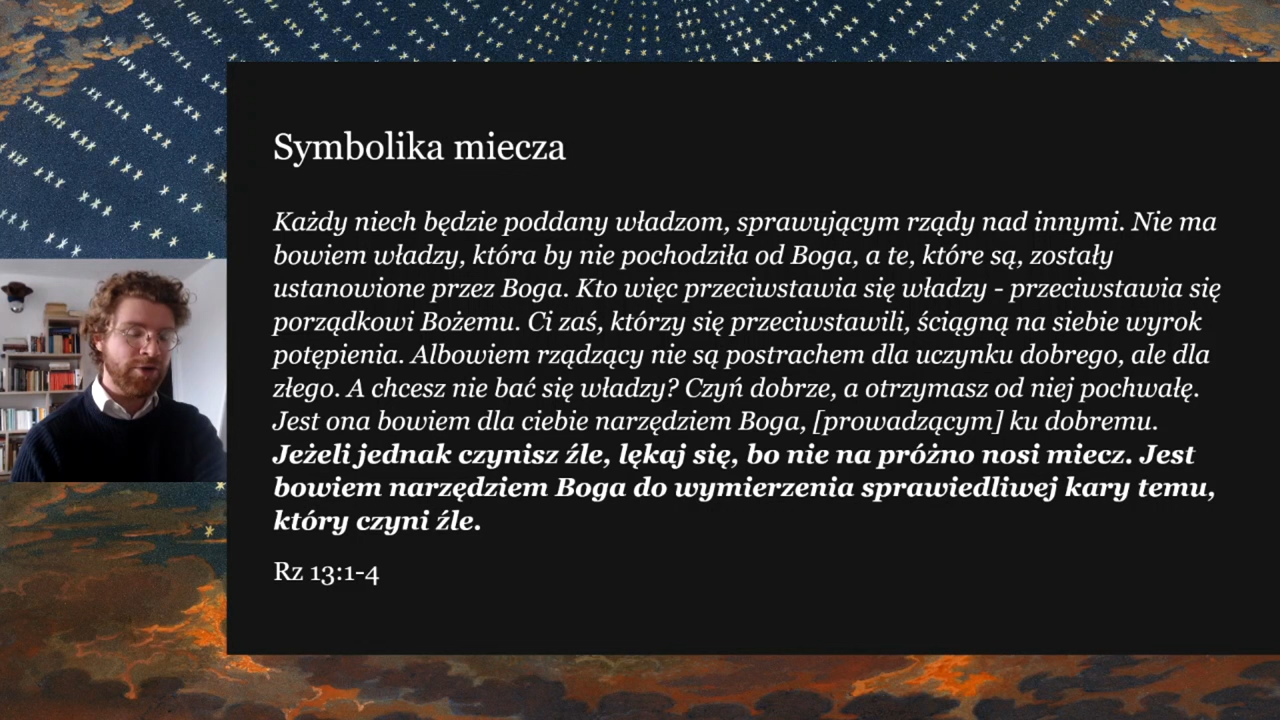 Symbolika miecza
Każdy niech będzie poddany władzom, sprawującym rządy nad innymi. Nie ma
bowiem władzy, która by nie pochodziła od Boga, a te, które są, zostały
ustanowione przez Boga. Kto więc przeciwstawia się władzy - przeciwstawia się
porządkowi Bożemu. Ci zaś, którzy się przeciwstawili, ściągną na siebie wyrok
potępienia. Albowiem rządzący nie są postrachem dla uczynku dobrego, ale dla
złego. A chcesz nie bać się władzy? Czyń dobrze, a otrzymasz od niej pochwałę.
Jest ona bowiem dla ciebie narzędziem Boga, [prowadzącym] ku dobremu.
Jeżeli jednak czynisz źle, lękaj się, bo nie na próżno nosi miecz. Jest
bowiem narzędziem Boga do wymierzenia sprawiedliwej kary temu,
który czyni źle.
Rz 13:1-4